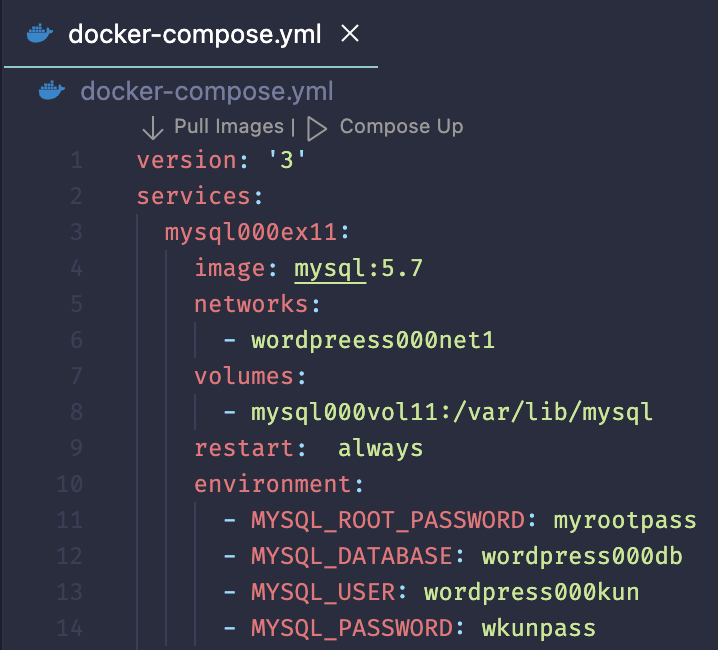 docker-compose.yml ×
docker-compose.yml
Pull Images | Compose Up
1 version: '3'
2 services:
3   mysql000ex11:
4     image: mysql:5.7
5     networks:
6       - wordpreess000net1
7     volumes:
8       - mysql000vol11:/var/lib/mysql
9     restart:  always
10     environment:
11       - MYSQL_ROOT_PASSWORD: myrootpass
12       - MYSQL_DATABASE: wordpress000db
13       - MYSQL_USER: wordpress000kun
14       - MYSQL_PASSWORD: wkunpass